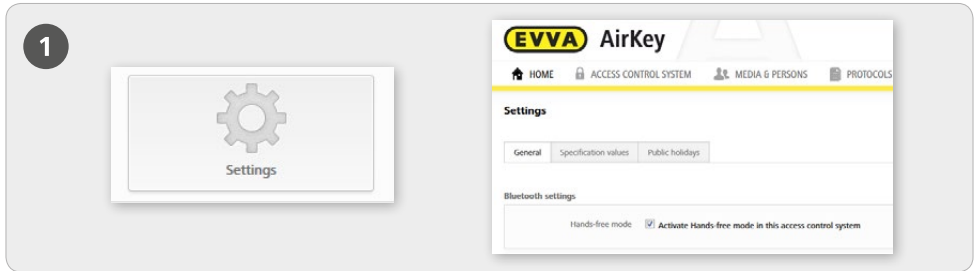 1
Settings
EVVA AirKey
HOME ACCESS CONTROL SYSTEM MEDIA & PERSONS PROTOCOLS
Settings
General Specification values Public holidays
Bluetooth settings
Hands-free mode Activate Hands-free mode in this access control system